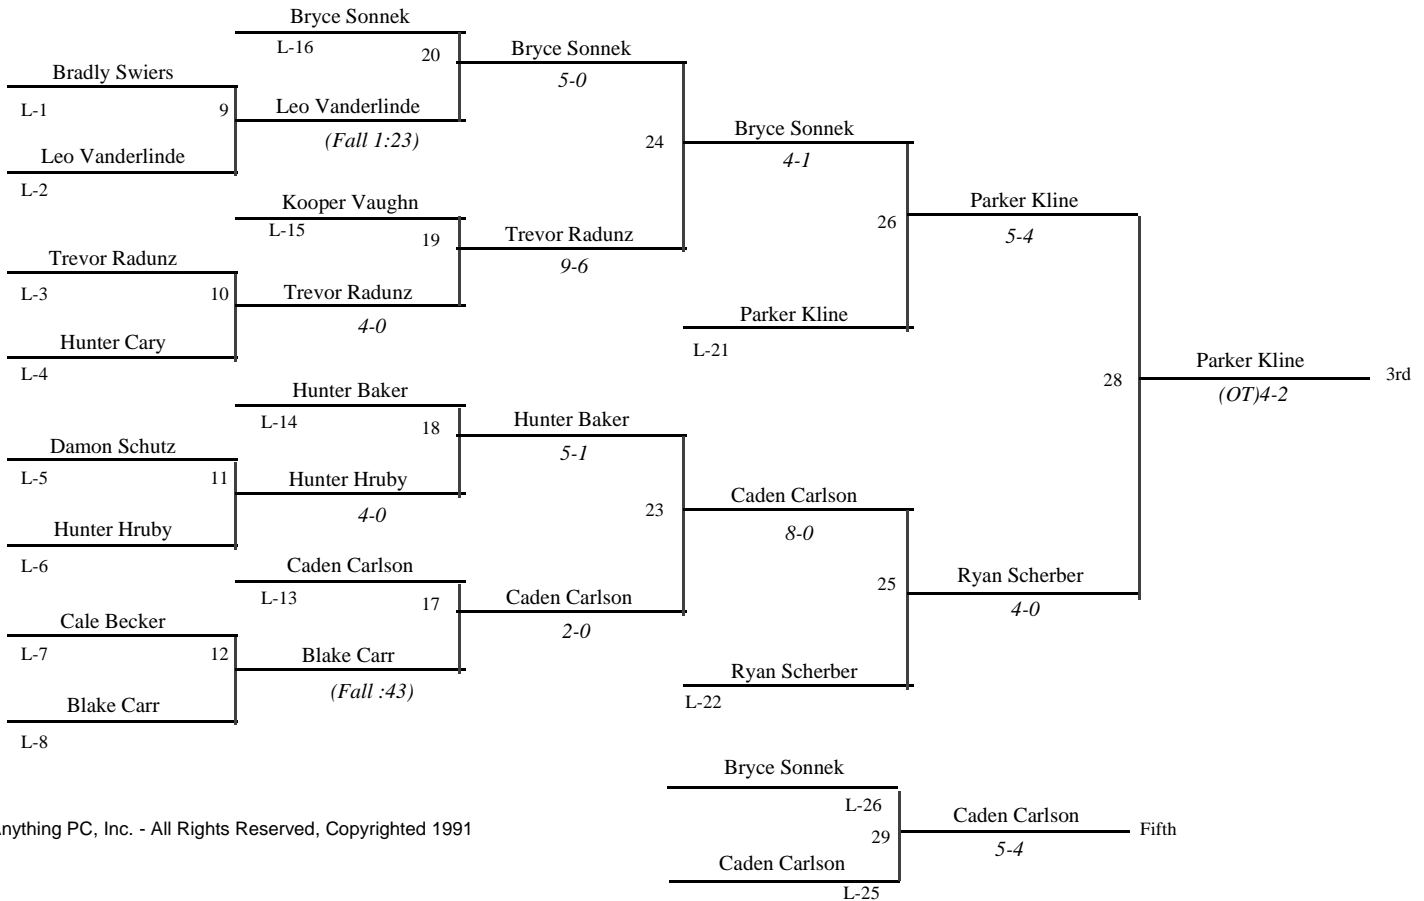 Bryce Sonnek
L-16
20
Bryce Sonnek
5-0
Bradly Swiers
L-1
9
Leo Vanderlinde
(Fall 1:23)
Leo Vanderlinde
L-2
24
Bryce Sonnek
4-1
Kooper Vaughn
L-15
19
Trevor Radunz
9-6
26
Parker Kline
5-4
Trevor Radunz
L-3
10
Trevor Radunz
4-0
Hunter Cary
L-4
Parker Kline
L-21
28
Parker Kline
(OT)4-2
3rd
Hunter Baker
L-14
18
Hunter Baker
5-1
Damon Schutz
L-5
11
Hunter Hruby
4-0
Hunter Hruby
L-6
23
Caden Carlson
8-0
Caden Carlson
L-13
17
Caden Carlson
2-0
25
Ryan Scherber
4-0
Cale Becker
L-7
12
Blake Carr
(Fall :43)
Blake Carr
L-8
Ryan Scherber
L-22
Bryce Sonnek
L-26
29
Caden Carlson
5-4
Fifth
Caden Carlson
L-25
nything PC, Inc. - All Rights Reserved, Copyrighted 1991